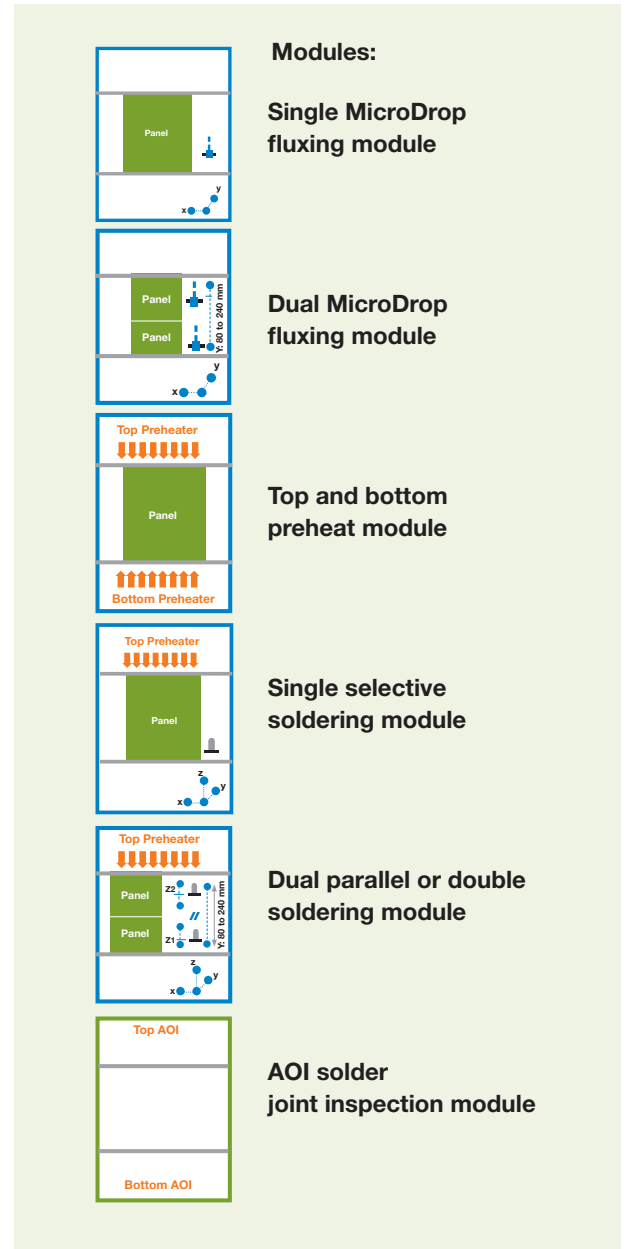 Modules:
Panel
x y
Single MicroDrop
fluxing module
Panel
Panel
Y: 80 to 240 mm
x y
Dual MicroDrop
fluxing module
Top Preheater
Panel
Bottom Preheater
Top and bottom
preheat module
Top Preheater
Panel
z
x y
Single selective
soldering module
Top Preheater
Panel
Panel
Z2
Z1
Y: 80 to 240 mm
z
x y
Dual parallel or double
soldering module
Top AOI
Bottom AOI
AOI solder
joint inspection module